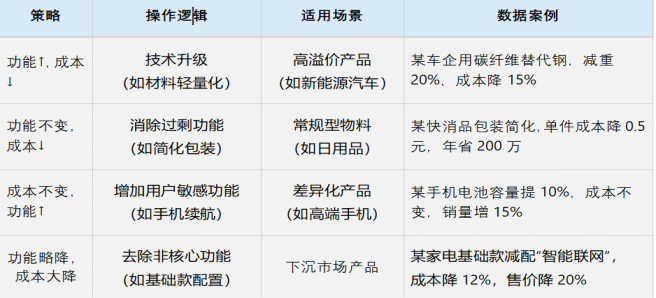 策略 操作逻辑 适用场景 数据案例
功能↑, 成本
↓
技术升级
（如材料轻量化）
高溢价产品
（如新能源汽车）
某车企用碳纤维替代钢，减重
20%，成本降 15%
功能不变,
成本↓
消除过剩功能
（如简化包装）
常规型物料
（如日用品）
某快消品包装简化,单件成本降 0.5
元，年省 200 万
成本不变,
功能↑
增加用户敏感功能
（如手机续航）
差异化产品
（如高端手机）
某手机电池容量提 10%，成本不
变，销量增 15%
功能略降，
成本大降
去除非核心功能
（如基础款配置）
下沉市场产品
某家电基础款减配“智能联网”，
成本降 12%，售价降 20%